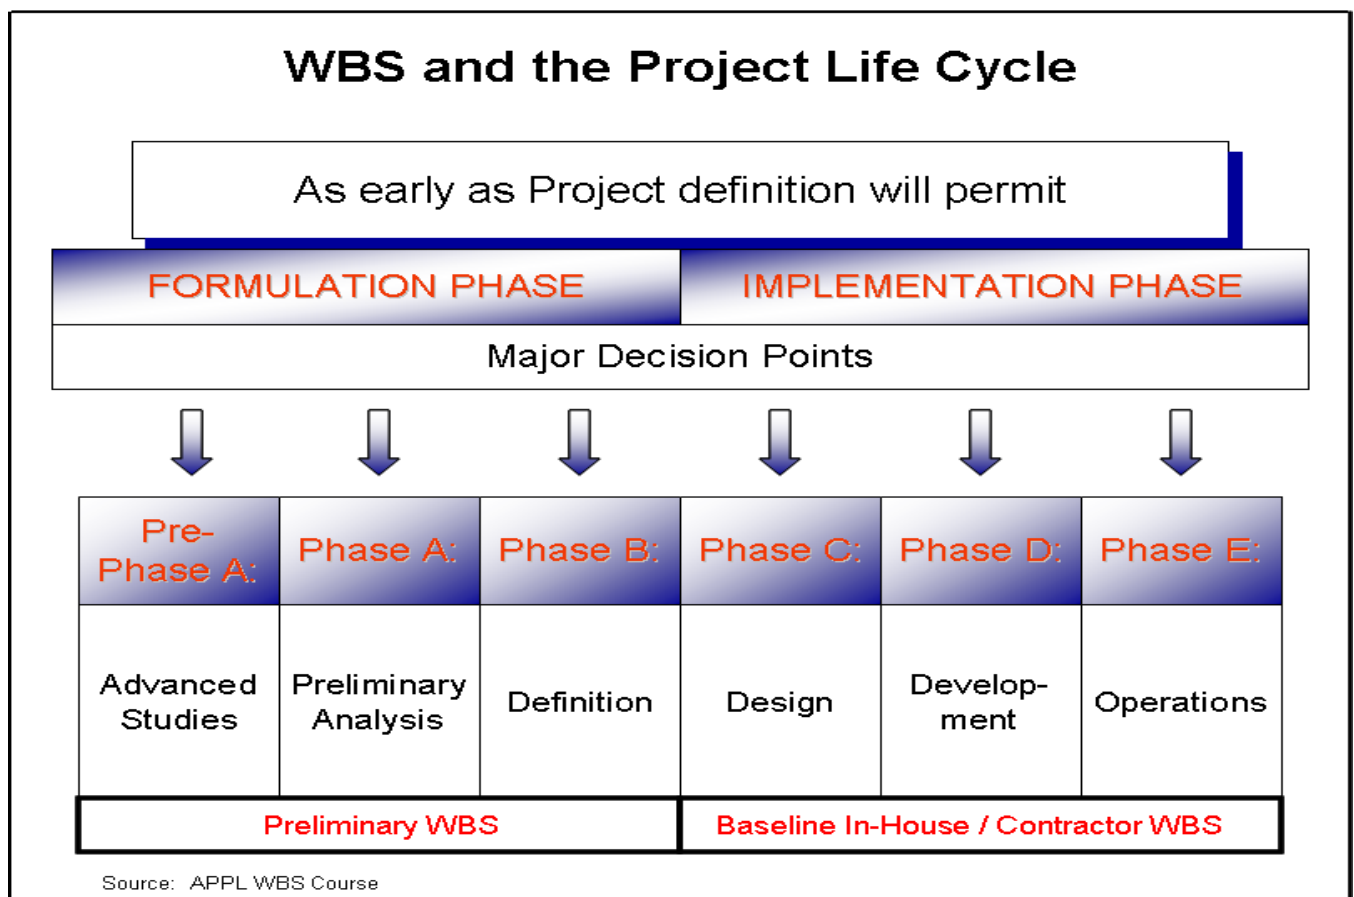 WBS and the Project Life Cycle
As early as Project definition will permit
FORMULATION PHASE
IMPLEMENTATION PHASE
Major Decision Points
Pre-
Phase A:
Phase A:
Phase B:
Phase C:
Phase D:
Phase E:
Advanced
Studies
Preliminary
Analysis
Definition
Design
Develop-
ment
Operations
Preliminary WBS
Baseline In-House / Contractor WBS
Source: APPL WBS Course